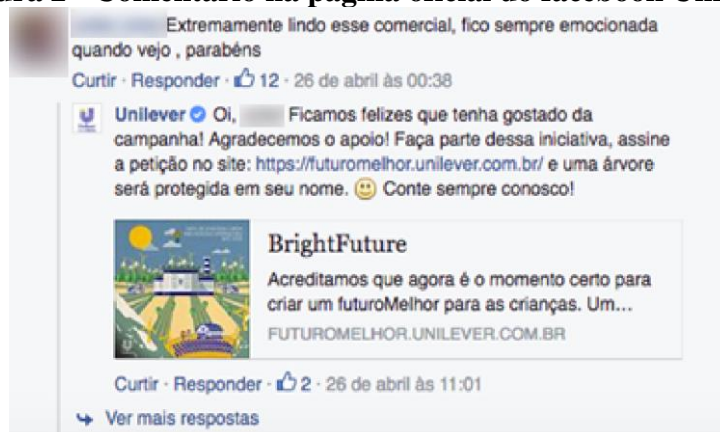 Comentário na página oficial do facebook
Extremamente lindo esse comercial, fico sempre emocionada
quando vejo , parabéns
Curtir · Responder · 12 · 26 de abril às 00:38
Unilever Oi, Ficamos felizes que tenha gostado da
campanha! Agradecemos o apoio! Faça parte dessa iniciativa, assine
a petição no site: https://futuromelhor.unilever.com.br/ e uma árvore
será protegida em seu nome. Conte sempre conosco!
BrightFuture
Acreditamos que agora é o momento certo para
criar um futuroMelhor para as crianças. Um...
FUTUROMELHOR.UNILEVER.COM.BR
Curtir · Responder · 2 · 26 de abril às 11:01
Ver mais respostas